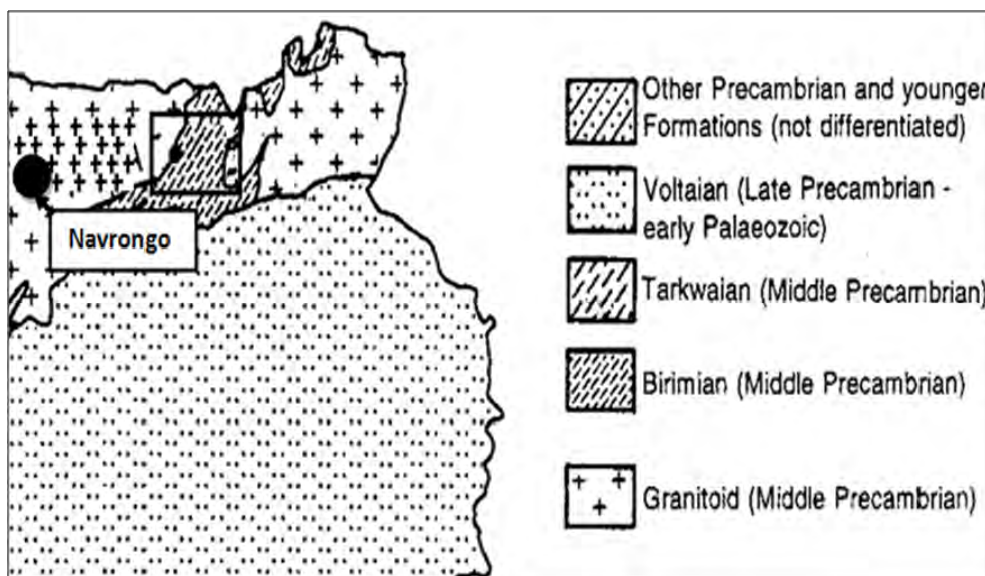 Navrongo
Other Precambrian and younger
Formations (not differentiated)
Voltaian (Late Precambrian -
early Palaeozoic)
Tarkwaian (Middle Precambrian)
Birimian (Middle Precambrian)
Granitoid (Middle Precambrian)